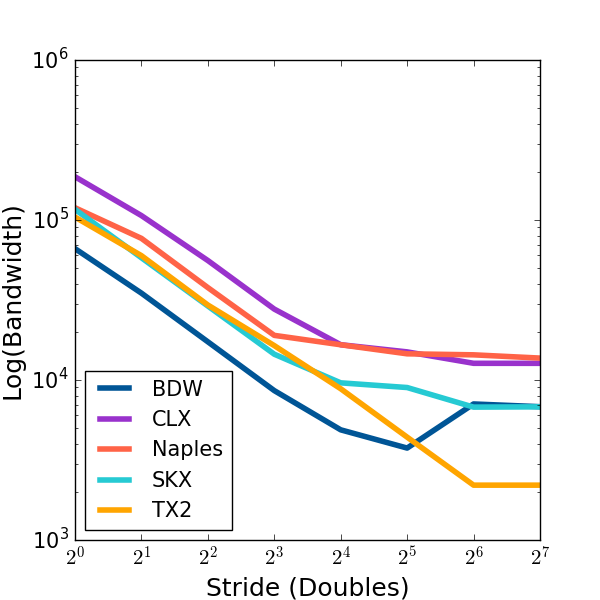 10^6
10^5
10^4
10^3
Log(Bandwidth)
BDW
CLX
Naples
SKX
TX2
2^0 2^1 2^2 2^3 2^4 2^5 2^6 2^7
Stride (Doubles)